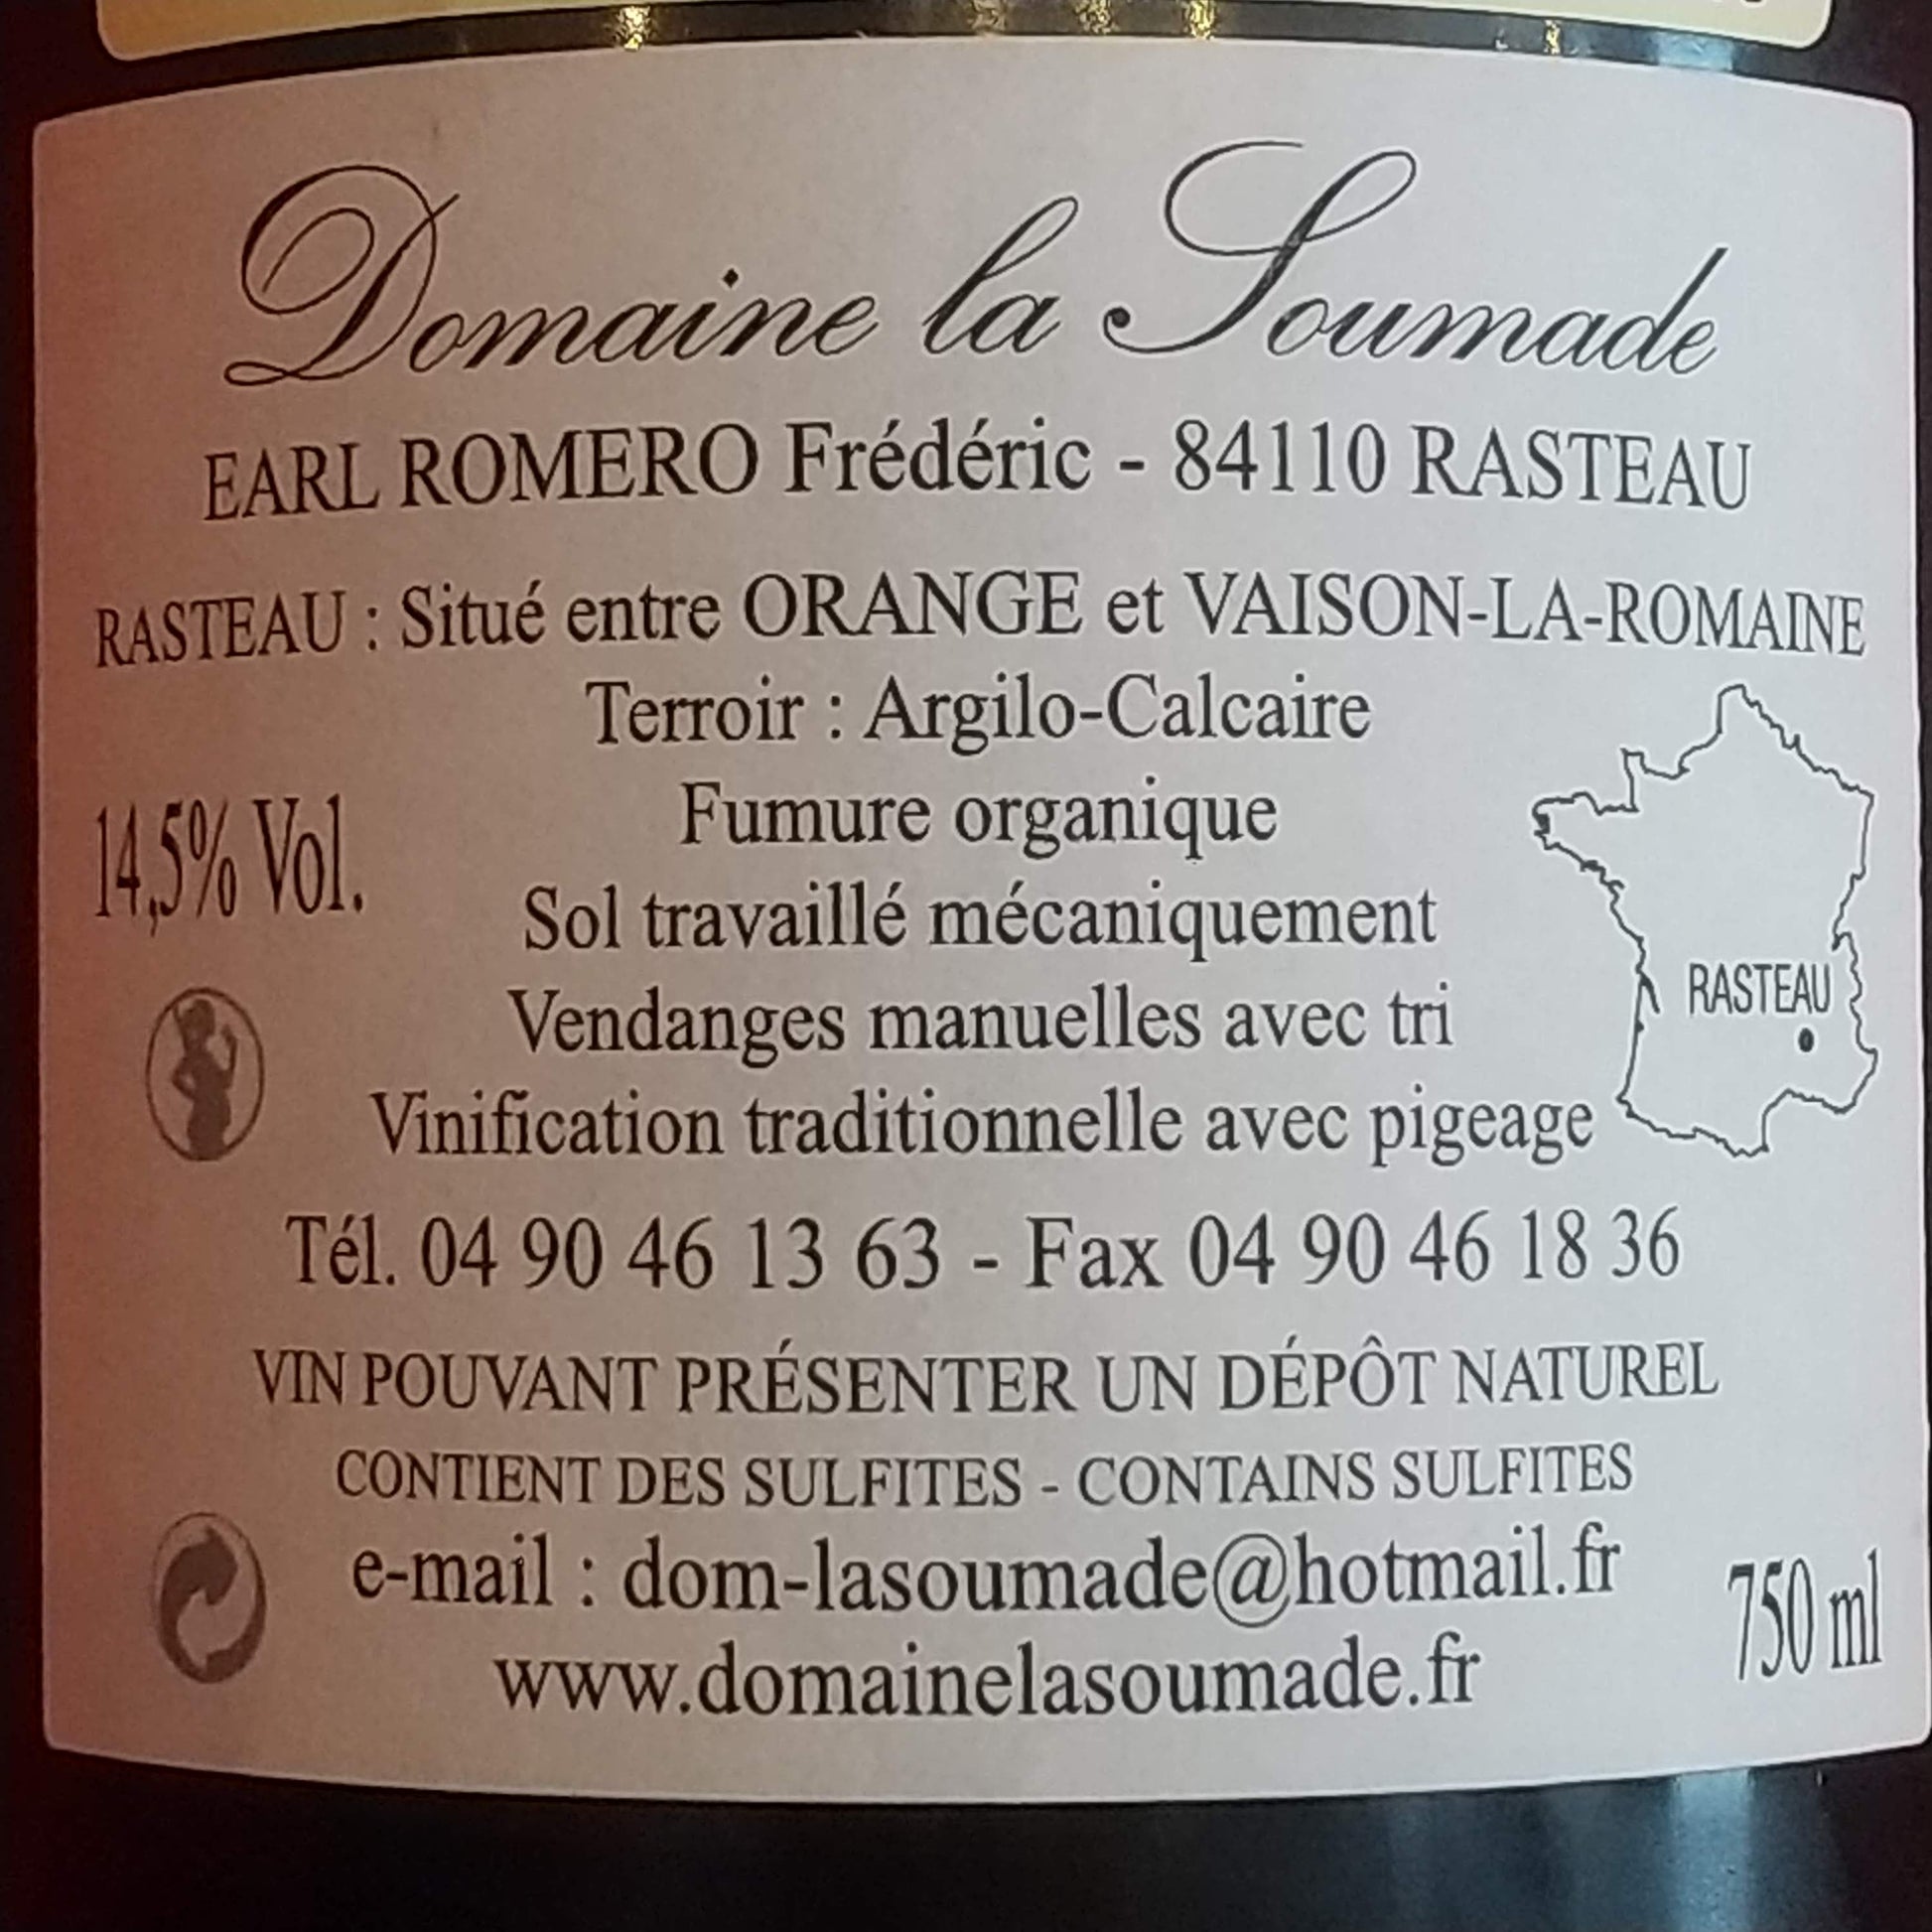 Domaine la Soumade
EARL ROMERO Frédéric - 84110 RASTEAU
RASTEAU : Situé entre ORANGE et VAISON-LA-ROMAINE
Terroir : Argilo-Calcaire
Fumure organique
14,5% Vol.
Sol travaillé mécaniquement
RASTEAU
Vendanges manuelles avec tri
Vinification traditionnelle avec pigeage
Tél. 04 90 46 13 63 - Fax 04 90 46 18 36
VIN POUVANT PRÉSENTER UN DÉPÔT NATUREL
CONTIENT DES SULFITES - CONTAINS SULFITES
e-mail : dom-lasoumade@hotmail.fr
750 ml
www.domainelasoumade.fr